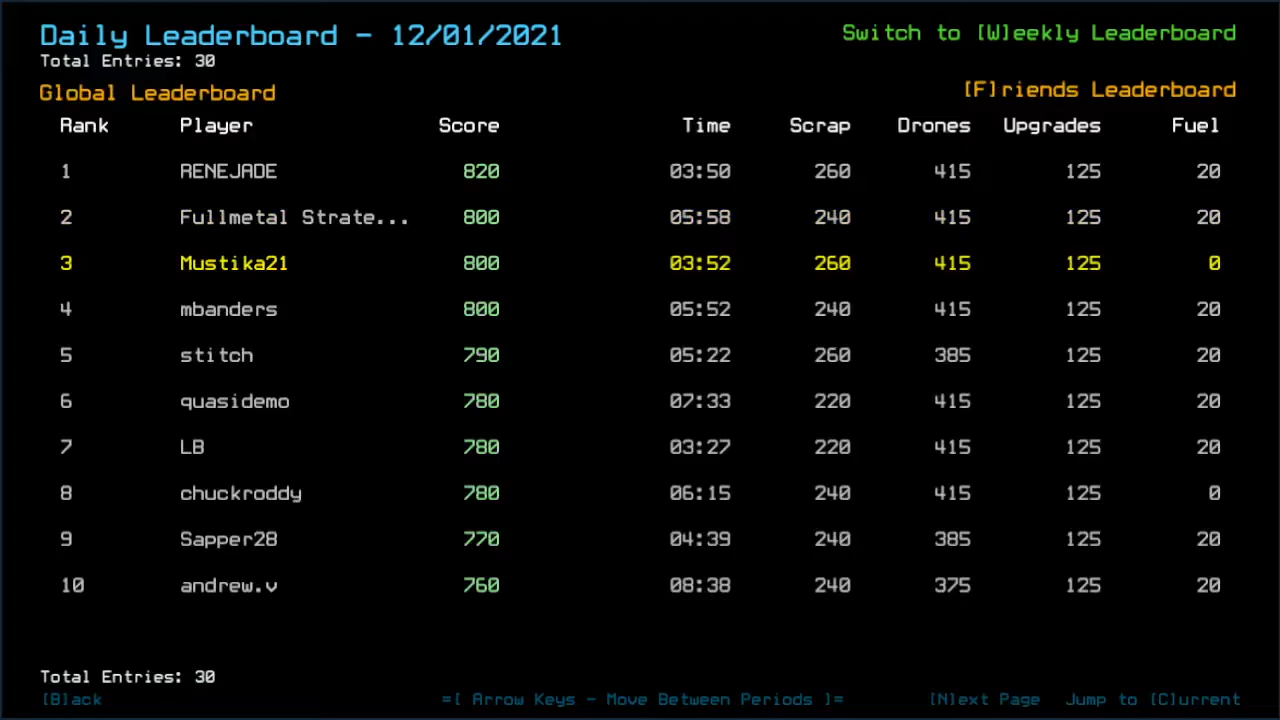 Daily Leaderboard - 12/01/2021 Switch to [W]eekly Leaderboard
Total Entries: 30
Global Leaderboard [F]riends Leaderboard
Rank Player Score Time Scrap Drones Upgrades Fuel
1 RENEJADE 820 03:50 260 415 125 20
2 Fullmetal Strate... 800 05:58 240 415 125 20
3 Mustika21 800 03:52 260 415 125 0
4 mbanders 800 05:52 240 415 125 20
5 stitch 790 05:22 260 385 125 20
6 quasidemo 780 07:33 220 415 125 20
7 LB 780 03:27 220 415 125 20
8 chuckroddy 780 06:15 240 415 125 0
9 Sapper28 770 04:39 240 385 125 20
10 andrew.v 760 08:38 240 375 125 20
Total Entries: 30
[B]ack =[ Arrow Keys - Move Between Periods ]= [N]ext Page Jump to [C]urrent